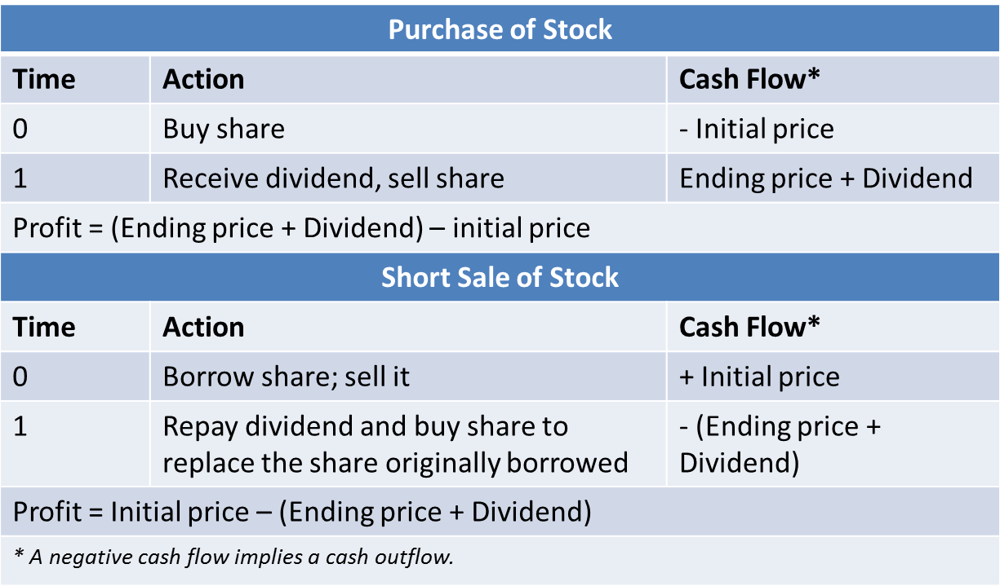 Purchase of Stock
Time Action Cash Flow*
0 Buy share - Initial price
1 Receive dividend, sell share Ending price + Dividend
Profit = (Ending price + Dividend) – initial price
Short Sale of Stock
Time Action Cash Flow*
0 Borrow share; sell it + Initial price
1 Repay dividend and buy share to - (Ending price +
replace the share originally borrowed Dividend)
Profit = Initial price – (Ending price + Dividend)
* A negative cash flow implies a cash outflow.